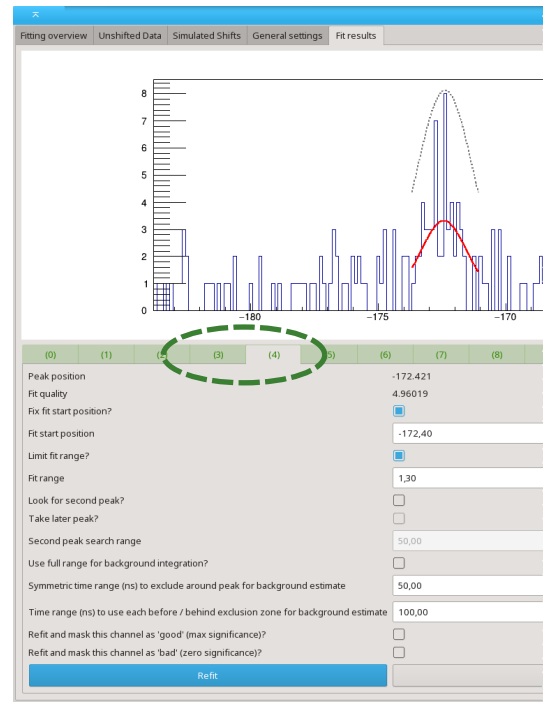 Fitting overview Unshifted Data Simulated Shifts General settings Fit results
8
7
6
5
4
3
2
1
0
−180 −175 −170
(0) (1) (2) (3) (4) (5) (6) (7) (8)
Peak position -172.421
Fit quality 4.96019
Fix fit start position?
Fit start position -172,40
Limit fit range?
Fit range 1,30
Look for second peak?
Take later peak?
Second peak search range 50,00
Use full range for background integration?
Symmetric time range (ns) to exclude around peak for background estimate 50,00
Time range (ns) to use each before / behind exclusion zone for background estimate 100,00
Refit and mask this channel as 'good' (max significance)?
Refit and mask this channel as 'bad' (zero significance)?
Refit